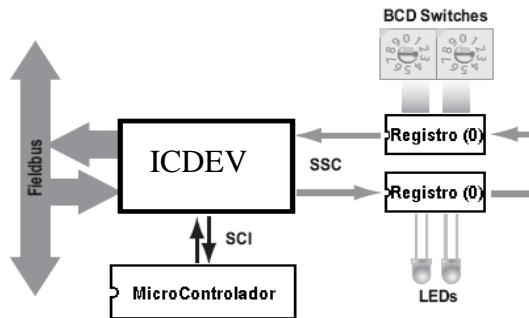 BCD Switches
Fieldbus
ICDEV
SSC
Registro (0)
Registro (0)
SCI
MicroControlador
LEDs